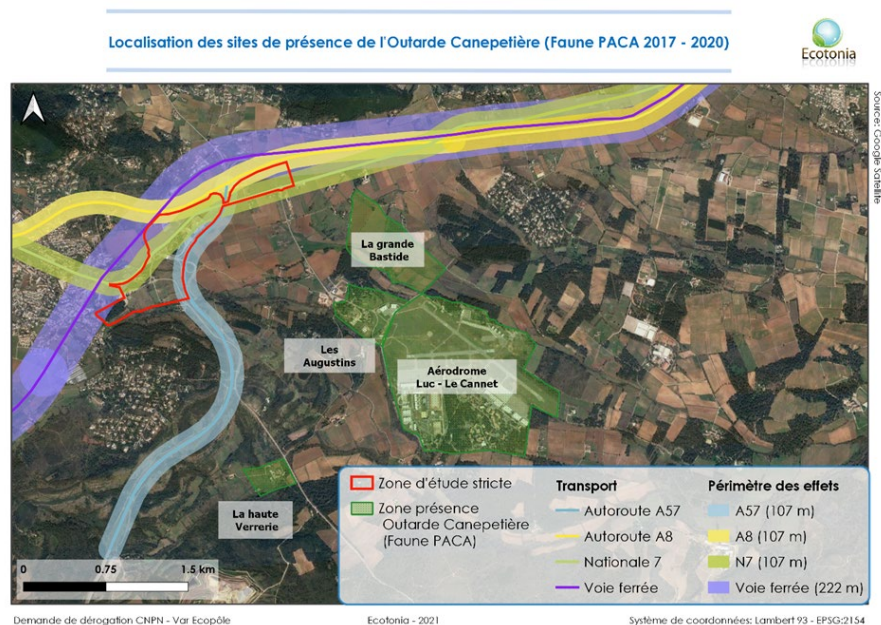 Localisation des sites de présence de l'Outarde Canepetière (Faune PACA 2017 - 2020)
Ecotonia
Source: Google Satellite
La grande
Bastide
Les
Augustins
Aérodrome
Luc - Le Cannet
La haute
Verrerie
Zone d'étude stricte
Zone présence
Outarde Canepetière
(Faune PACA)
Transport
Autoroute A57
Autoroute A8
Nationale 7
Voie ferrée
Périmètre des effets
A57 (107 m)
A8 (107 m)
N7 (107 m)
Voie ferrée (222 m)
0 0.75 1.5 km
Demande de dérogation CNPN - Var Ecopôle
Ecotonia - 2021
Système de coordonnées: Lambert 93 - EPSG:2154